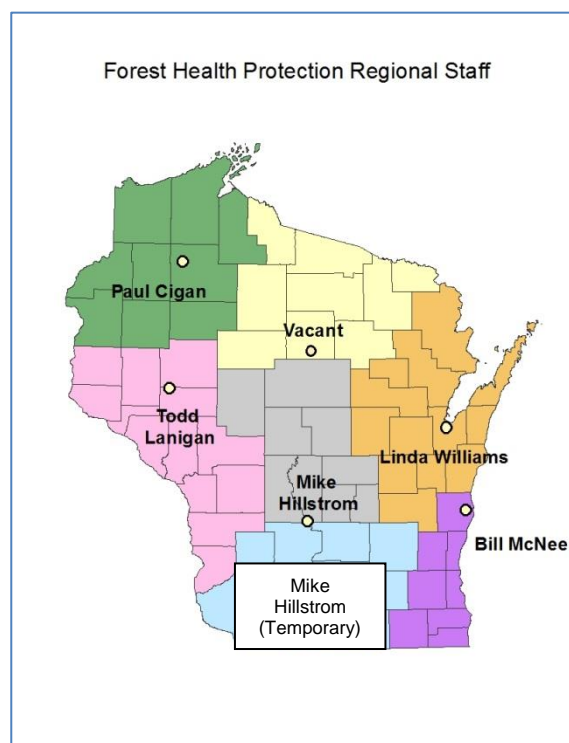 Forest Health Protection Regional Staff
Paul Cigan
Vacant
Todd
Lanigan
Linda Williams
Mike
Hillstrom
Bill McNee
Mike
Hillstrom
(Temporary)